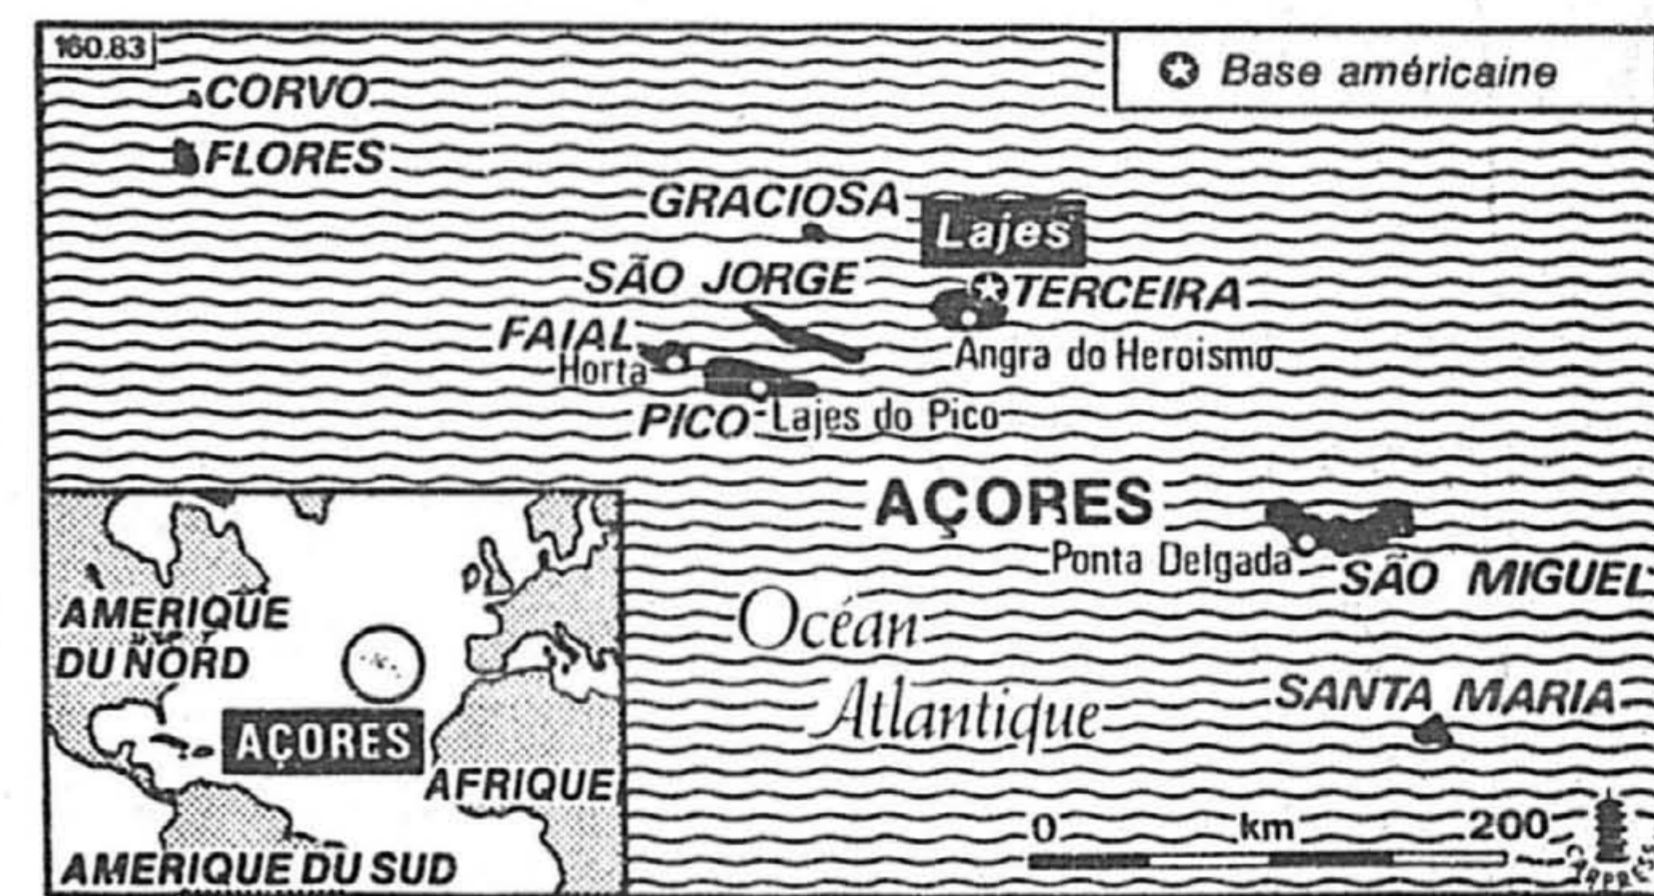 160.83
Base américaine
CORVO
FLORES
GRACIOSA
Lajes
SÃO JORGE
TERCEIRA
FAIAL
Horta
Angra do Heroismo
PICO
Lajes do Pico
AÇORES
Ponta Delgada
SÃO MIGUEL
Océan
Atlantique
SANTA MARIA
0 km 200
AMERIQUE
DU NORD
AÇORES
AFRIQUE
AMERIQUE DU SUD